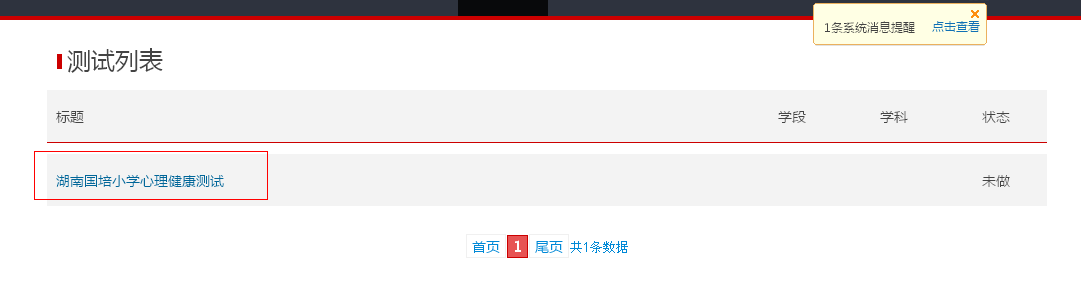 1条系统消息提醒 点击查看
测试列表
标题 学段 学科 状态
湖南国培小学心理健康测试 未做
首页 1 尾页 共1条数据